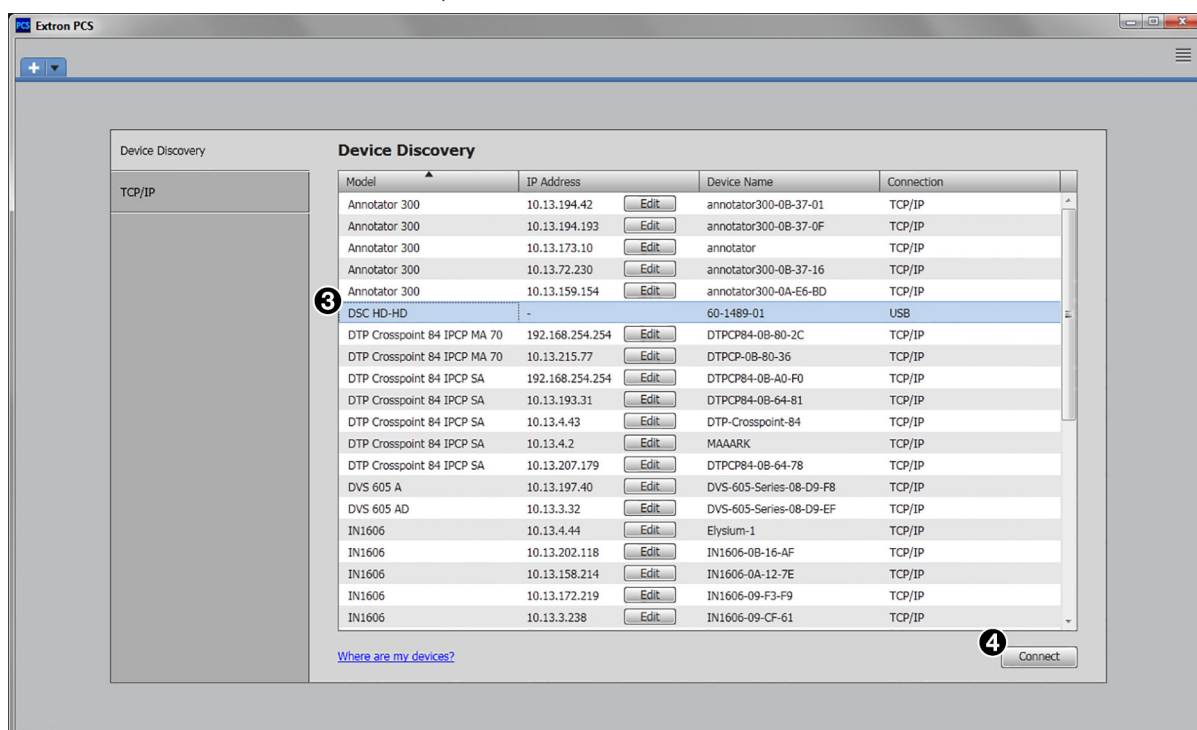 PCS Extron PCS
+
Device Discovery
TCP/IP
Device Discovery
Model IP Address Device Name Connection
Annotator 300 10.13.194.42 Edit annotator300-0B-37-01 TCP/IP
Annotator 300 10.13.194.193 Edit annotator300-0B-37-0F TCP/IP
Annotator 300 10.13.173.10 Edit annotator TCP/IP
Annotator 300 10.13.72.230 Edit annotator300-0B-37-16 TCP/IP
Annotator 300 10.13.159.154 Edit annotator300-0A-E6-BD TCP/IP
3
DSC HD-HD - 60-1489-01 USB
DTP Crosspoint 84 IPCP MA 70 192.168.254.254 Edit DTPCP84-0B-80-2C TCP/IP
DTP Crosspoint 84 IPCP MA 70 10.13.215.77 Edit DTPCP-0B-80-36 TCP/IP
DTP Crosspoint 84 IPCP SA 192.168.254.254 Edit DTPCP84-0B-A0-F0 TCP/IP
DTP Crosspoint 84 IPCP SA 10.13.193.31 Edit DTPCP84-0B-64-81 TCP/IP
DTP Crosspoint 84 IPCP SA 10.13.4.43 Edit DTP-Crosspoint-84 TCP/IP
DTP Crosspoint 84 IPCP SA 10.13.4.2 Edit MAAARK TCP/IP
DTP Crosspoint 84 IPCP SA 10.13.207.179 Edit DTPCP84-0B-64-78 TCP/IP
DVS 605 A 10.13.197.40 Edit DVS-605-Series-08-D9-F8 TCP/IP
DVS 605 AD 10.13.3.32 Edit DVS-605-Series-08-D9-EF TCP/IP
IN1606 10.13.4.44 Edit Elysium-1 TCP/IP
IN1606 10.13.202.118 Edit IN1606-0B-16-AF TCP/IP
IN1606 10.13.158.214 Edit IN1606-0A-12-7E TCP/IP
IN1606 10.13.172.219 Edit IN1606-09-F3-F9 TCP/IP
IN1606 10.13.3.238 Edit IN1606-09-CF-61 TCP/IP
4
Where are my devices? Connect